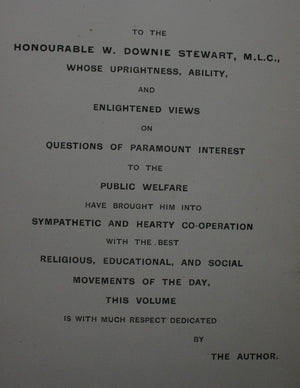 TO THE
HONOURABLE W. DOWNIE STEWART, M.L.C.,
WHOSE UPRIGHTNESS, ABILITY,
AND
ENLIGHTENED VIEWS
ON
QUESTIONS OF PARAMOUNT INTEREST
TO THE
PUBLIC WELFARE
HAVE BROUGHT HIM INTO
SYMPATHETIC AND HEARTY CO-OPERATION
WITH THE BEST
RELIGIOUS, EDUCATIONAL, AND SOCIAL
MOVEMENTS OF THE DAY,
THIS VOLUME
IS WITH MUCH RESPECT DEDICATED
BY
THE AUTHOR.